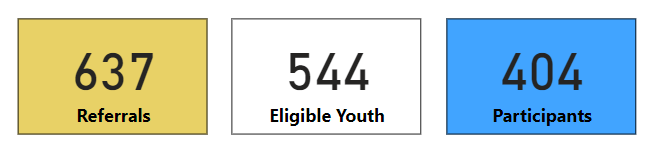 637
Referrals
544
Eligible Youth
404
Participants